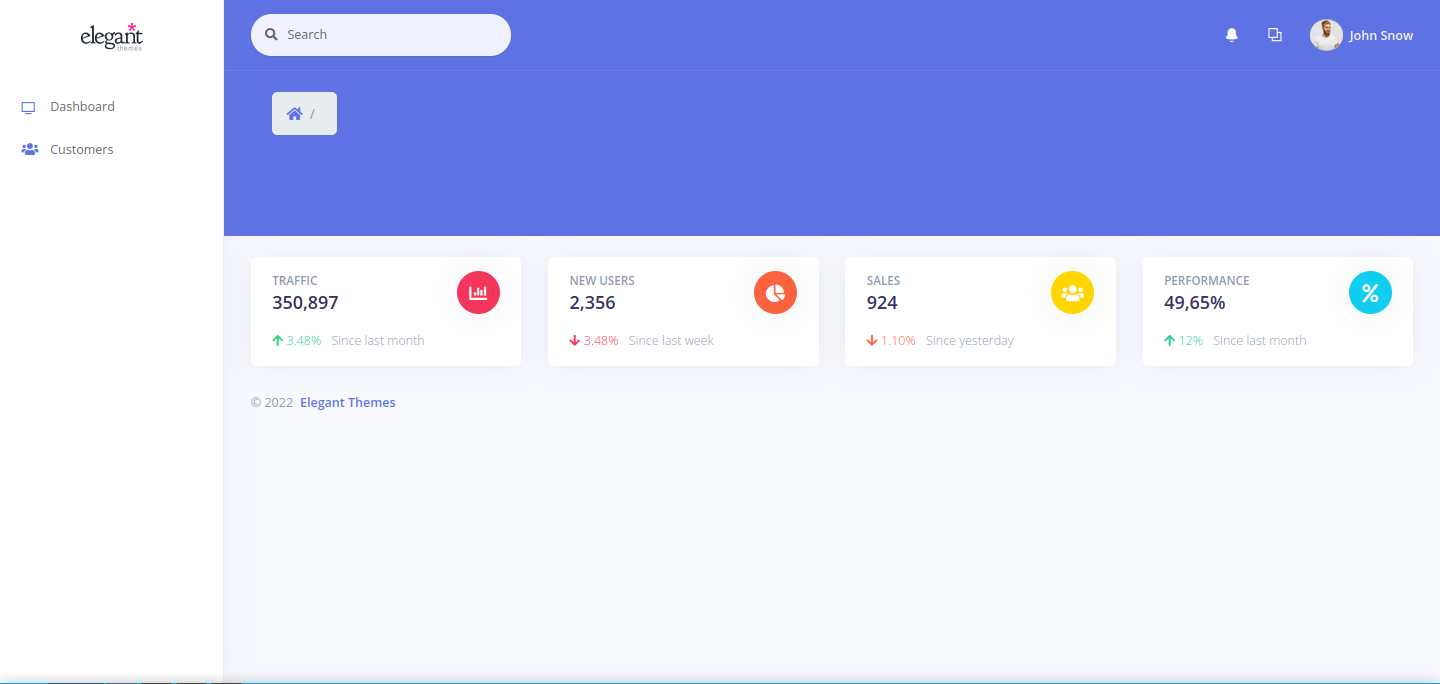 elegant
themes
Search
John Snow
Dashboard
Customers
/
TRAFFIC
350,897
3.48% Since last month
NEW USERS
2,356
3.48% Since last week
SALES
924
1.10% Since yesterday
PERFORMANCE
49,65%
12% Since last month
© 2022 Elegant Themes